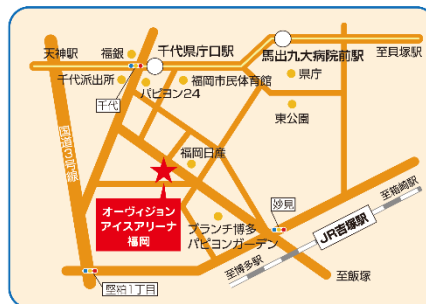 天神駅
福銀
千代県庁口駅
馬出九大病院前駅
至貝塚駅
千代派出所
パピヨン24
福岡市民体育館
県庁
千代
東公園
国道3号線
福岡日産
オーヴィジョン
アイスアリーナ
福岡
ブランチ博多
パピヨンガーデン
妙見
至箱崎駅
JR吉塚駅
至博多駅
至飯塚
堅粕1丁目